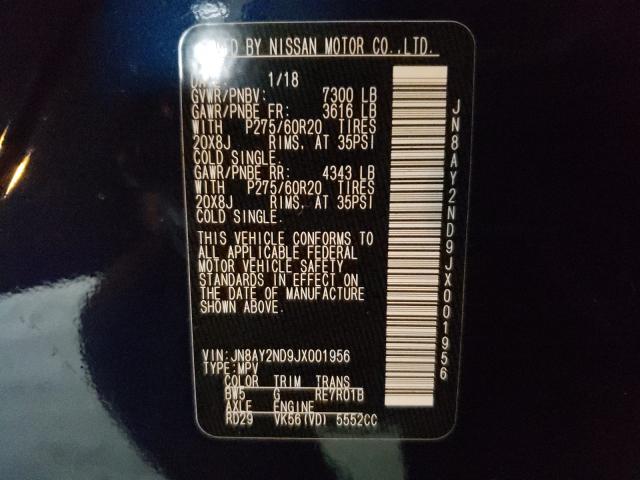 BY NISSAN MOTOR CO.,LTD.
1/18
GVWR/PNBV: 7300 LB
GAWR/PNBE FR: 3616 LB
WITH P275/60R20 TIRES
20X8J RIMS, AT 35PSI
COLD SINGLE.
GAWR/PNBE RR: 4343 LB
WITH P275/60R20 TIRES
20X8J RIMS, AT 35PSI
COLD SINGLE.
THIS VEHICLE CONFORMS TO
ALL APPLICABLE FEDERAL
MOTOR VEHICLE SAFETY
STANDARDS IN EFFECT ON
THE DATE OF MANUFACTURE
SHOWN ABOVE.
VIN:JN8AY2ND9JX001956
TYPE:MPV
COLOR TRIM TRANS
BW5 G RE7R01B
AXLE ENGINE
RD29 VK56(VD) 5552CC
JN8AY2ND9JX001956